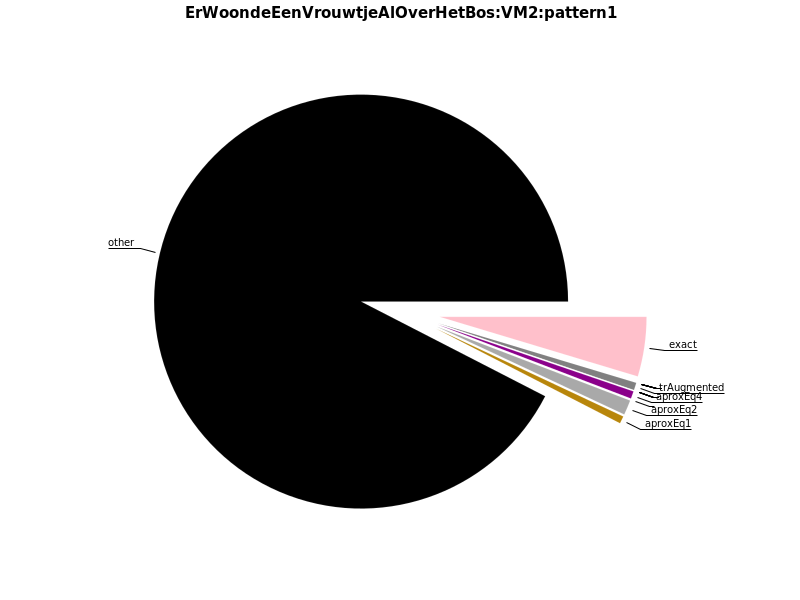 ErWoondeEenVrouwtjeAlOverHetBos:VM2:pattern1
other
exact
trAugmented
aproxEq4
aproxEq2
aproxEq1